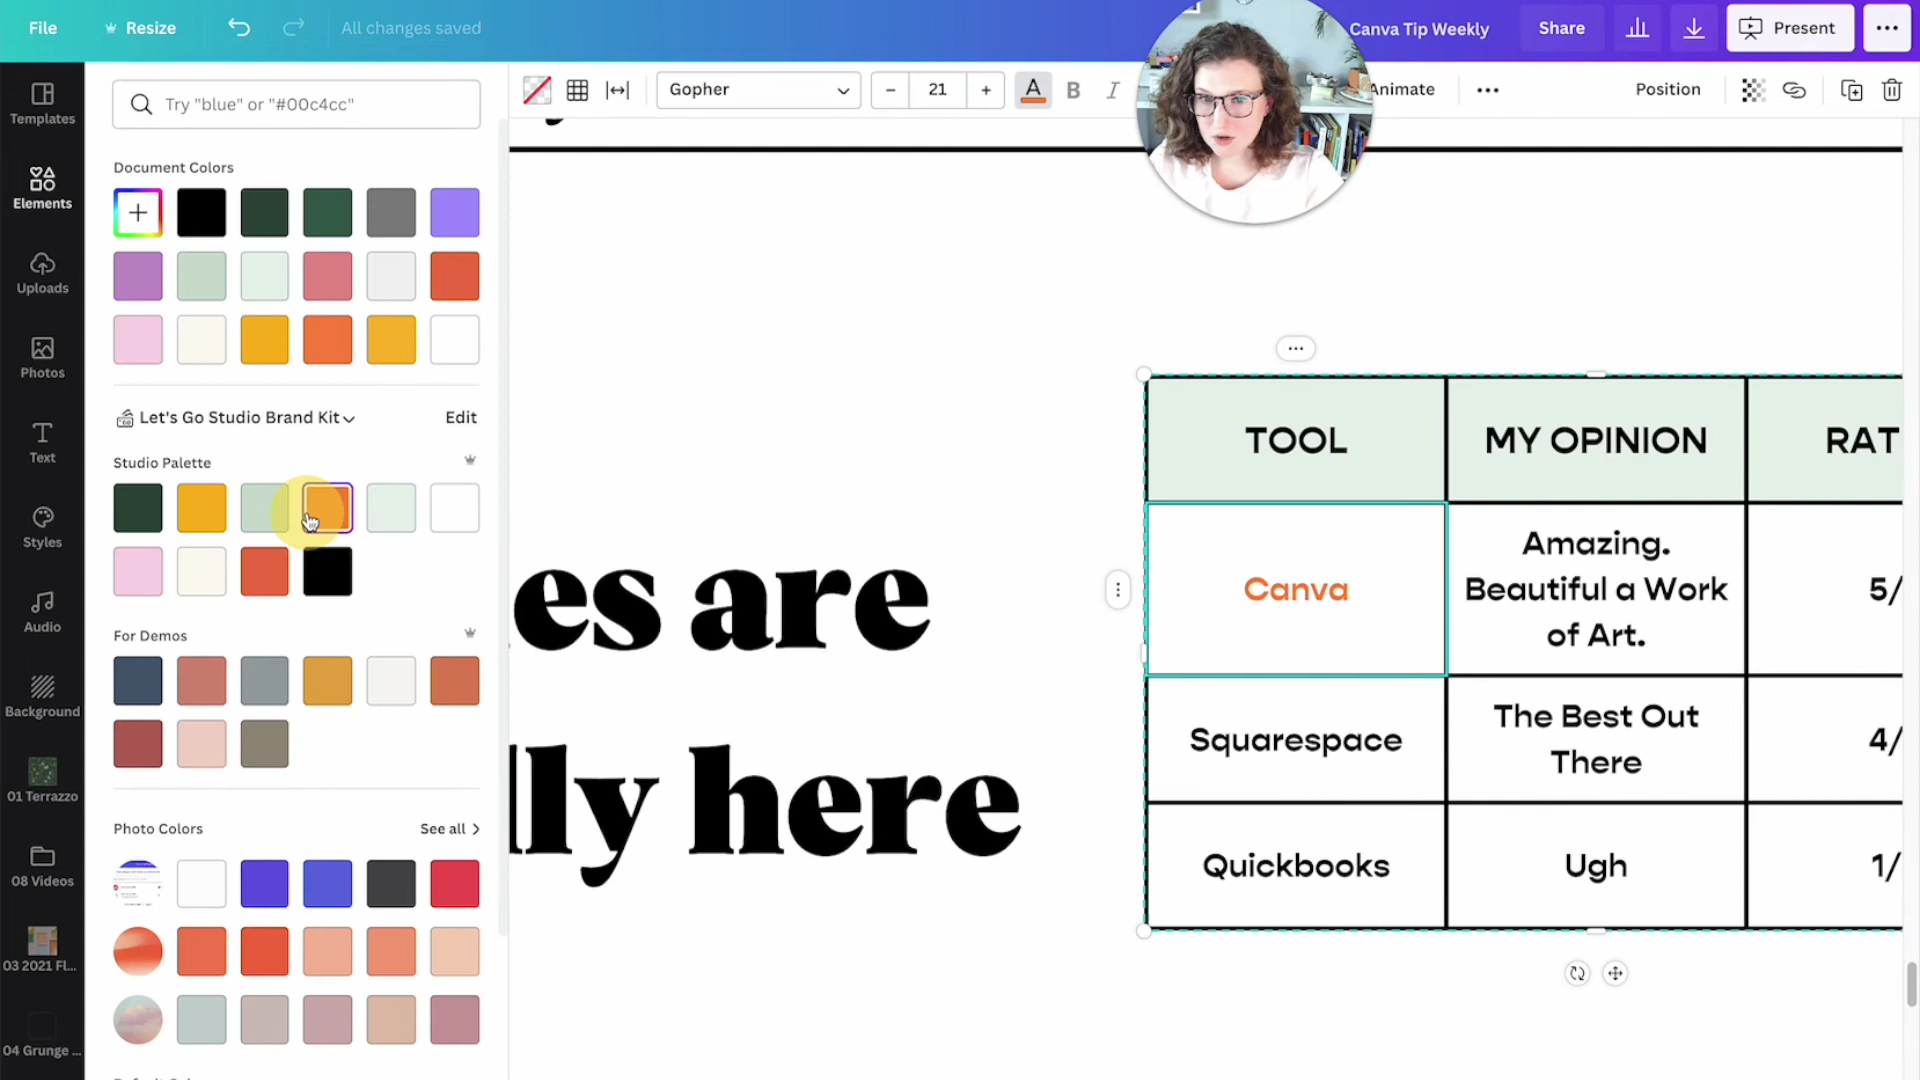 File
Resize
All changes saved
Canva Tip Weekly
Share
Present
Templates
Elements
Uploads
Photos
Text
Styles
Audio
Background
01 Terrazzo
08 Videos
03 2021 Fl...
04 Grunge ...
Try "blue" or "#00c4cc"
Document Colors
Let's Go Studio Brand Kit
Edit
Studio Palette
For Demos
Photo Colors
See all
Gopher
21
A
B
I
Animate
Position
es are
lly here
TOOL
MY OPINION
RAT
Canva
Amazing.
Beautiful a Work
of Art.
5/
Squarespace
The Best Out
There
4/
Quickbooks
Ugh
1/